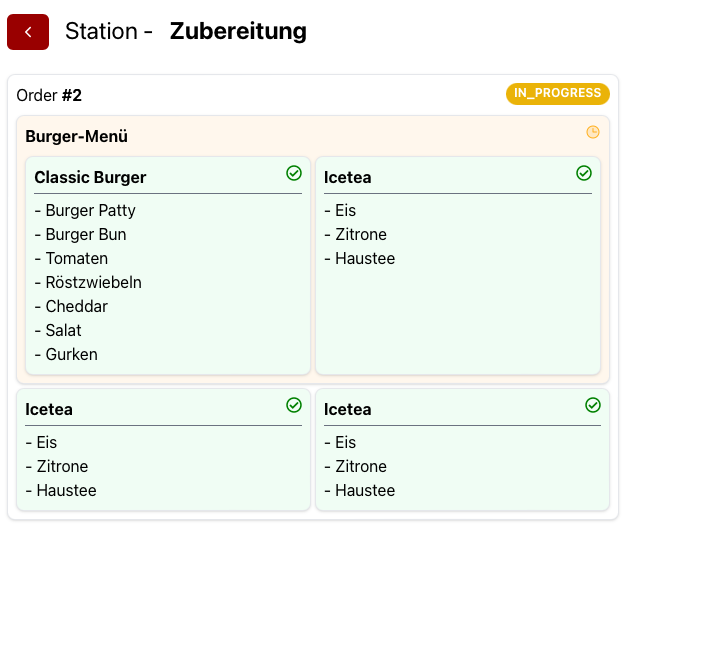 Station - Zubereitung
Order #2
IN_PROGRESS
Burger-Menü
Classic Burger
- Burger Patty
- Burger Bun
- Tomaten
- Röstzwiebeln
- Cheddar
- Salat
- Gurken
Icetea
- Eis
- Zitrone
- Haustee
Icetea
- Eis
- Zitrone
- Haustee
Icetea
- Eis
- Zitrone
- Haustee